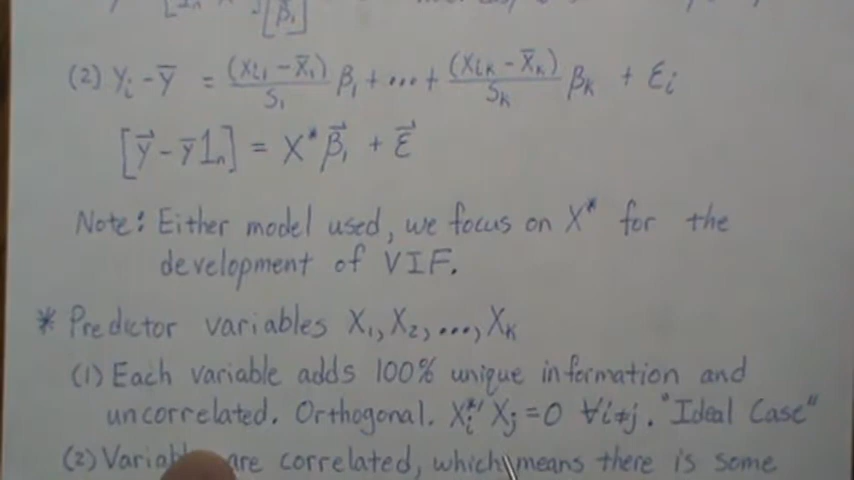 (2) Yᵢ - Ȳ = (Xᵢ₁ - X̄₁)/S₁ β₁ + ... + (Xᵢₖ - X̄ₖ)/Sₖ βₖ + εᵢ
[Y⃗ - Ȳ1ₙ] = X* β⃗₁ + ε⃗
Note: Either model used, we focus on X* for the
development of VIF.
* Predictor variables X₁, X₂, ..., Xₖ
(1) Each variable adds 100% unique information and
uncorrelated. Orthogonal. Xᵢ*' Xⱼ = 0 ∀i≠j. "Ideal Case"
(2) are correlated, which means there is some